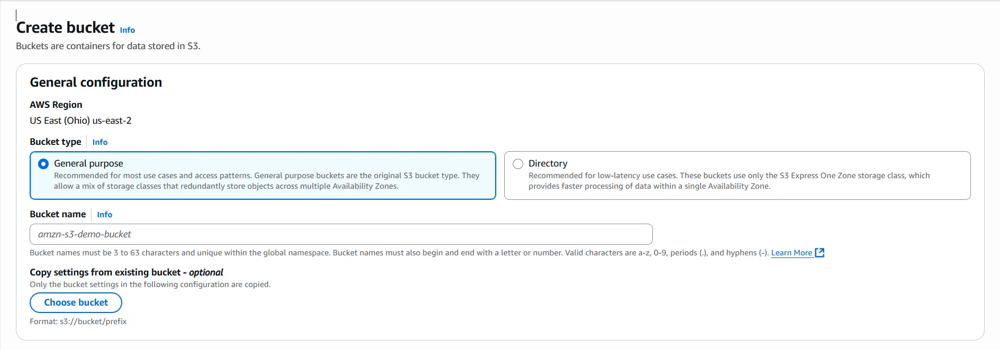 Create bucket Info
Buckets are containers for data stored in S3.
General configuration
AWS Region
US East (Ohio) us-east-2
Bucket type Info
General purpose
Recommended for most use cases and access patterns. General purpose buckets are the original S3 bucket type. They
allow a mix of storage classes that redundantly store objects across multiple Availability Zones.
Directory
Recommended for low-latency use cases. These buckets use only the S3 Express One Zone storage class, which
provides faster processing of data within a single Availability Zone.
Bucket name Info
amzn-s3-demo-bucket
Bucket names must be 3 to 63 characters and unique within the global namespace. Bucket names must also begin and end with a letter or number. Valid characters are a-z, 0-9, periods (.), and hyphens (-). Learn More
Copy settings from existing bucket - optional
Only the bucket settings in the following configuration are copied.
Choose bucket
Format: s3://bucket/prefix